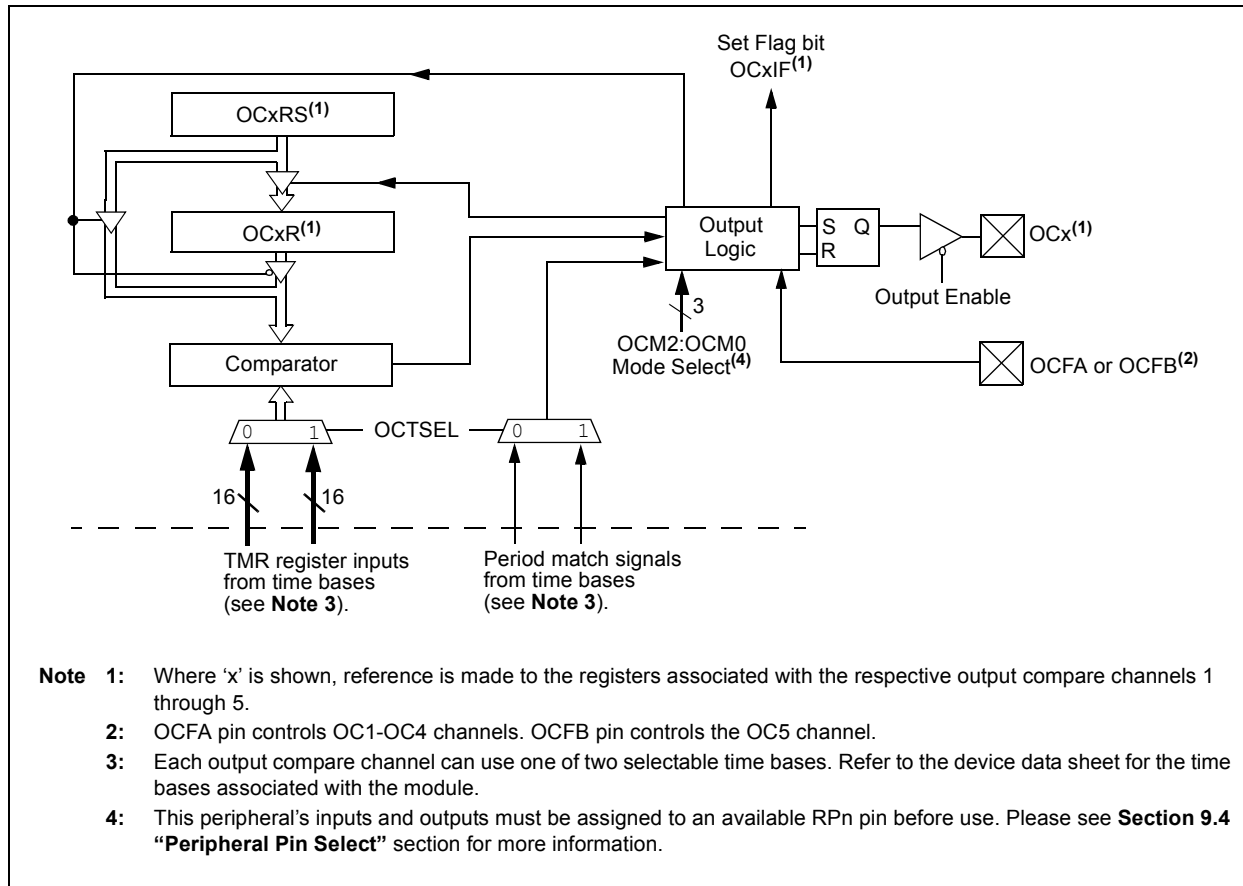 Set Flag bit
OCxIF(1)
OCxRS(1)
OCxR(1)
Output
Logic
S Q
R
OCx(1)
Output Enable
3
OCM2:OCM0
Mode Select(4)
OCFA or OCFB(2)
Comparator
0 1
OCTSEL
0 1
16
16
TMR register inputs
from time bases
(see Note 3).
Period match signals
from time bases
(see Note 3).
Note 1: Where ‘x’ is shown, reference is made to the registers associated with the respective output compare channels 1
through 5.
2: OCFA pin controls OC1-OC4 channels. OCFB pin controls the OC5 channel.
3: Each output compare channel can use one of two selectable time bases. Refer to the device data sheet for the time
bases associated with the module.
4: This peripheral’s inputs and outputs must be assigned to an available RPn pin before use. Please see Section 9.4
“Peripheral Pin Select” section for more information.